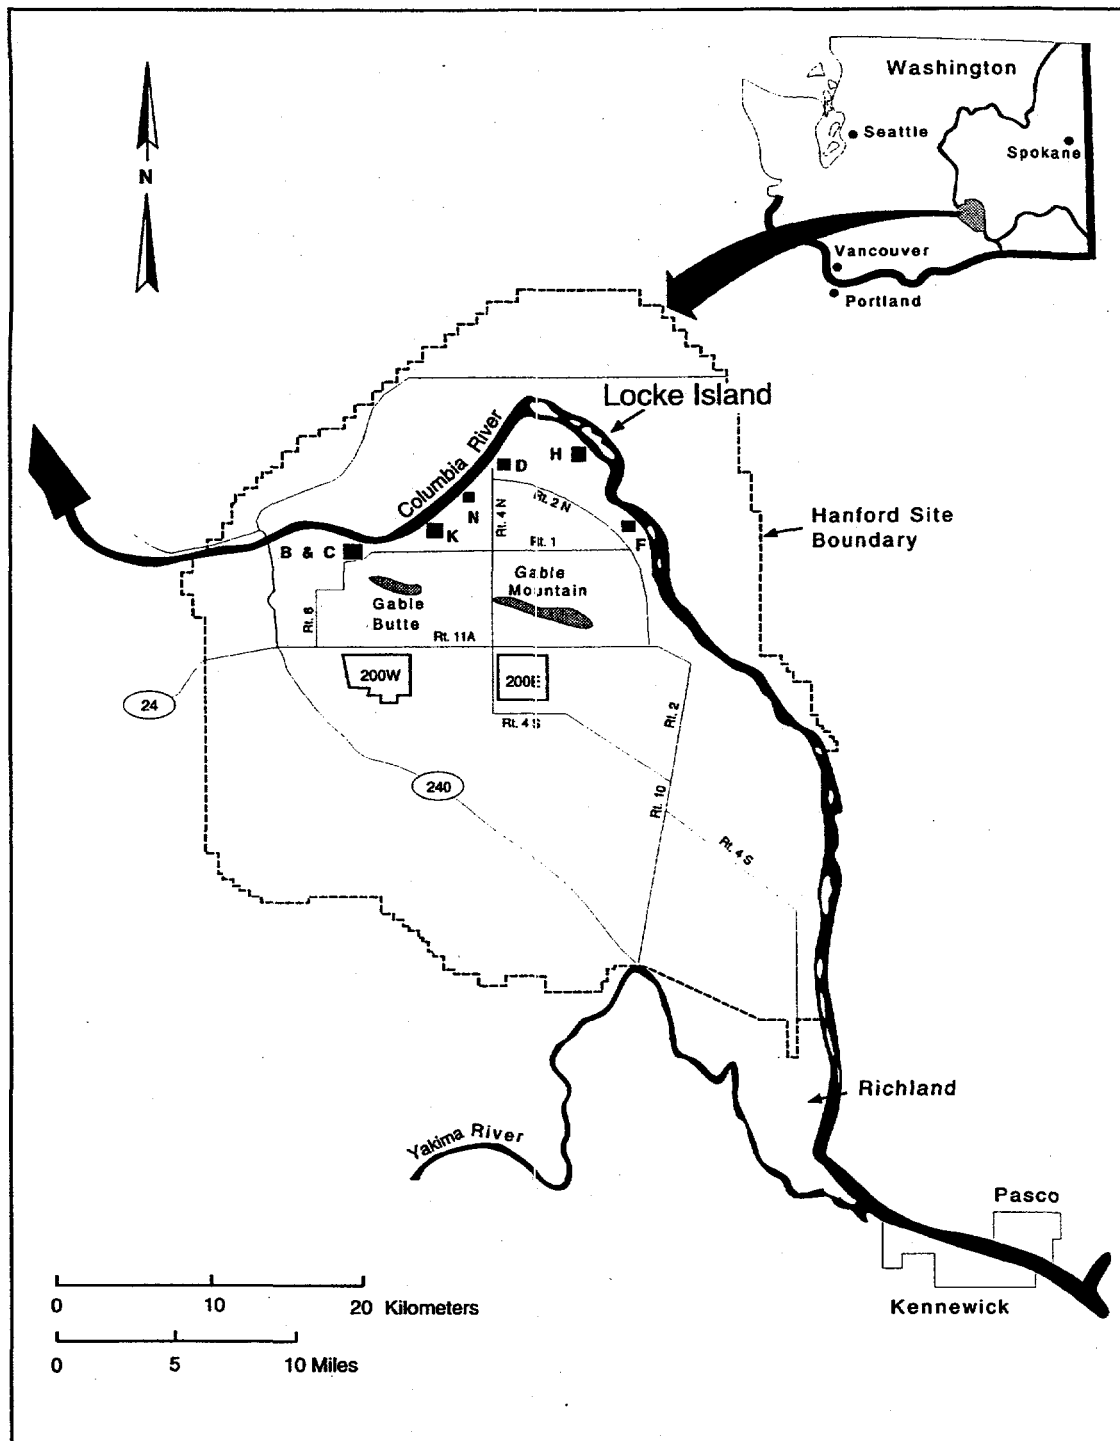 Washington
Seattle
Spokane
Vancouver
Portland
N
Locke Island
Columbia River
H
D
N
K
B & C
F
Rt. 4 N
Rt. 2 N
Rt. 1
Hanford Site
Boundary
Gable
Mountain
Gable
Butte
Rt. 6
Rt. 11A
200W
200E
24
Rt. 4 S
Rt. 2
240
Rt. 10
Rt. 4 S
Richland
Yakima River
Pasco
Kennewick
0 10 20 Kilometers
0 5 10 Miles